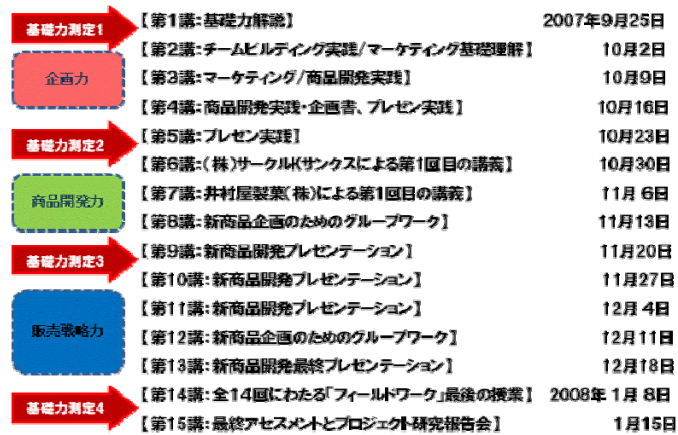 基礎力測定1
【第1講:基礎力解説】 2007年9月25日
【第2講:チームビルディング実践/マーケティング基礎理解】 10月2日
企画力
【第3講:マーケティング/商品開発実践】 10月9日
【第4講:商品開発実践・企画書、プレゼン実践】 10月16日
基礎力測定2
【第5講:プレゼン実践】 10月23日
【第6講:(株)サークルKサンクスによる第1回目の講義】 10月30日
商品開発力
【第7講:井村屋製菓(株)による第1回目の講義】 11月 6日
【第8講:新商品企画のためのグループワーク】 11月13日
基礎力測定3
【第9講:新商品開発プレゼンテーション】 11月20日
【第10講:新商品開発プレゼンテーション】 11月27日
【第11講:新商品開発プレゼンテーション】 12月 4日
販売戦略力
【第12講:新商品企画のためのグループワーク】 12月11日
【第13講:新商品開発最終プレゼンテーション】 12月18日
基礎力測定4
【第14講:全14回にわたる「フィールドワーク」最後の授業】 2008年 1月 8日
【第15講:最終アセスメントとプロジェクト研究報告会】 1月15日